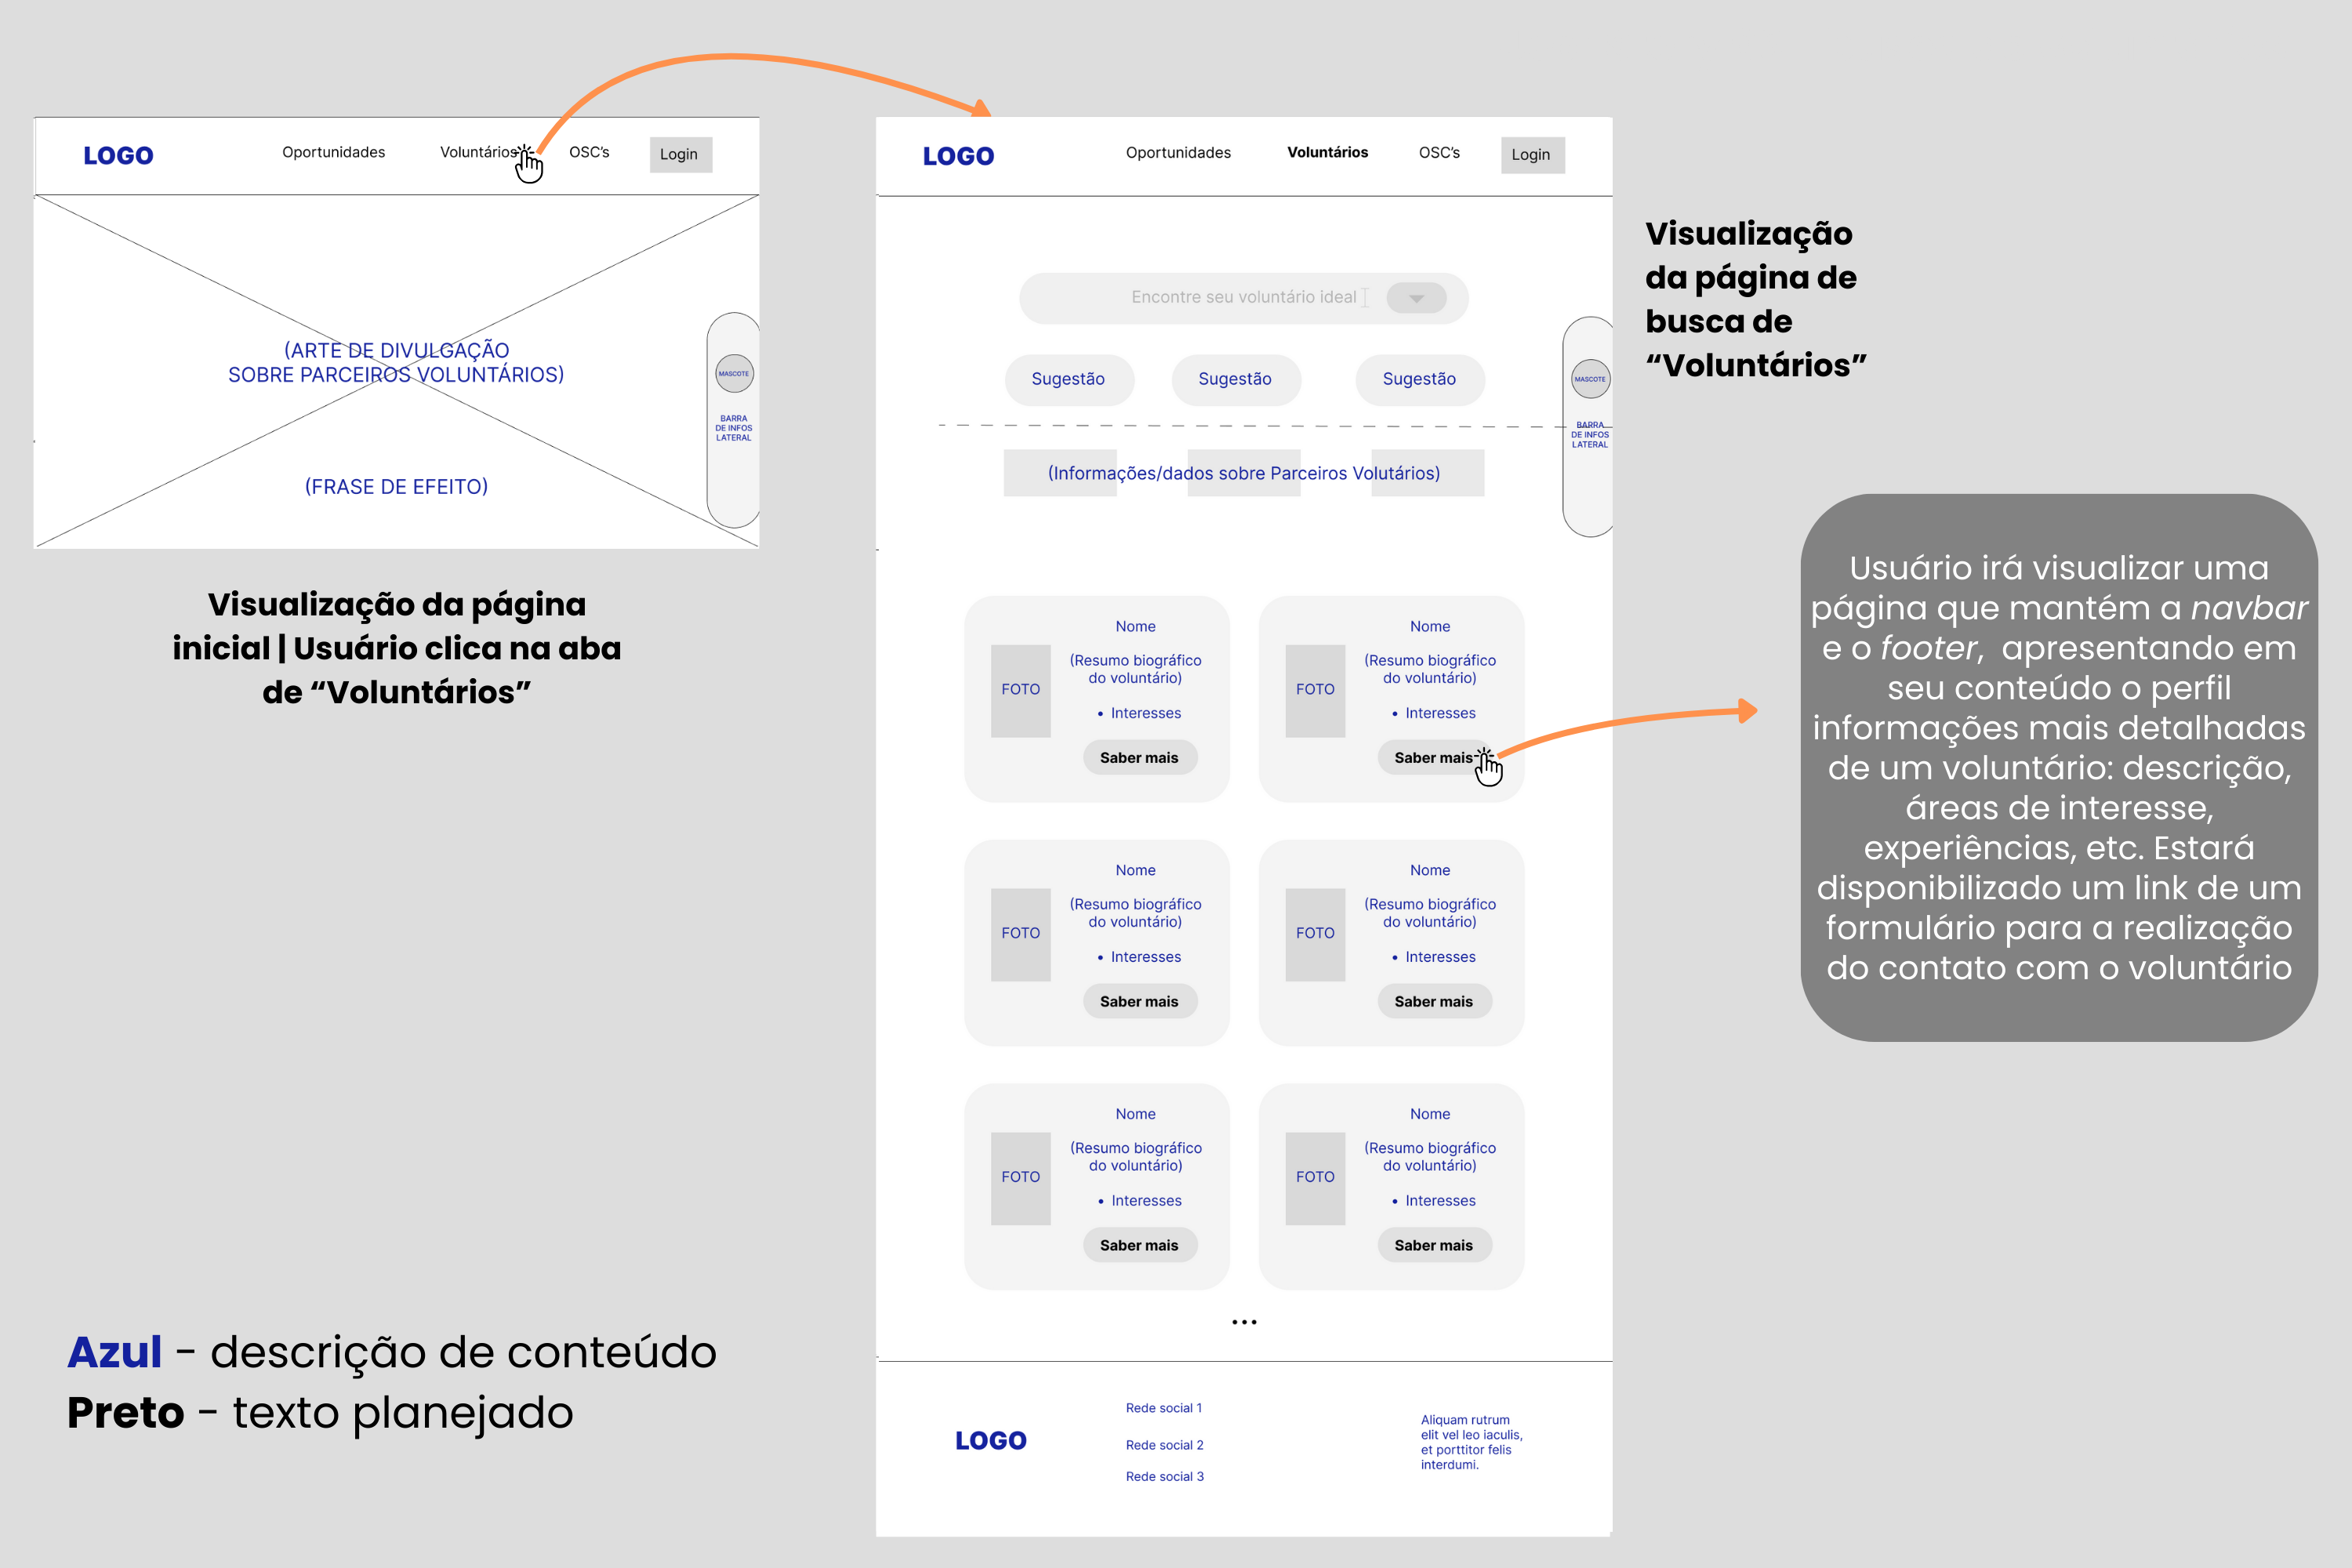 LOGO
Oportunidades
Voluntários
OSC's
Login
(ARTE DE DIVULGAÇÃO
SOBRE PARCEIROS VOLUNTÁRIOS)
(FRASE DE EFEITO)
MASCOTE
BARRA
DE INFOS
LATERAL
Visualização da página
inicial | Usuário clica na aba
de “Voluntários”
Azul - descrição de conteúdo
Preto - texto planejado
LOGO
Oportunidades
Voluntários
OSC's
Login
Encontre seu voluntário ideal
Sugestão
Sugestão
Sugestão
(Informações/dados sobre Parceiros Volutários)
MASCOTE
BARRA
DE INFOS
LATERAL
Nome
FOTO
(Resumo biográfico
do voluntário)
• Interesses
Saber mais
Nome
FOTO
(Resumo biográfico
do voluntário)
• Interesses
Saber mais
Nome
FOTO
(Resumo biográfico
do voluntário)
• Interesses
Saber mais
Nome
FOTO
(Resumo biográfico
do voluntário)
• Interesses
Saber mais
Nome
FOTO
(Resumo biográfico
do voluntário)
• Interesses
Saber mais
Nome
FOTO
(Resumo biográfico
do voluntário)
• Interesses
Saber mais
...
LOGO
Rede social 1
Rede social 2
Rede social 3
Aliquam rutrum
elit vel leo iaculis,
et porttitor felis
interdumi.
Visualização
da página de
busca de
“Voluntários”
Usuário irá visualizar uma
página que mantém a navbar
e o footer, apresentando em
seu conteúdo o perfil
informações mais detalhadas
de um voluntário: descrição,
áreas de interesse,
experiências, etc. Estará
disponibilizado um link de um
formulário para a realização
do contato com o voluntário